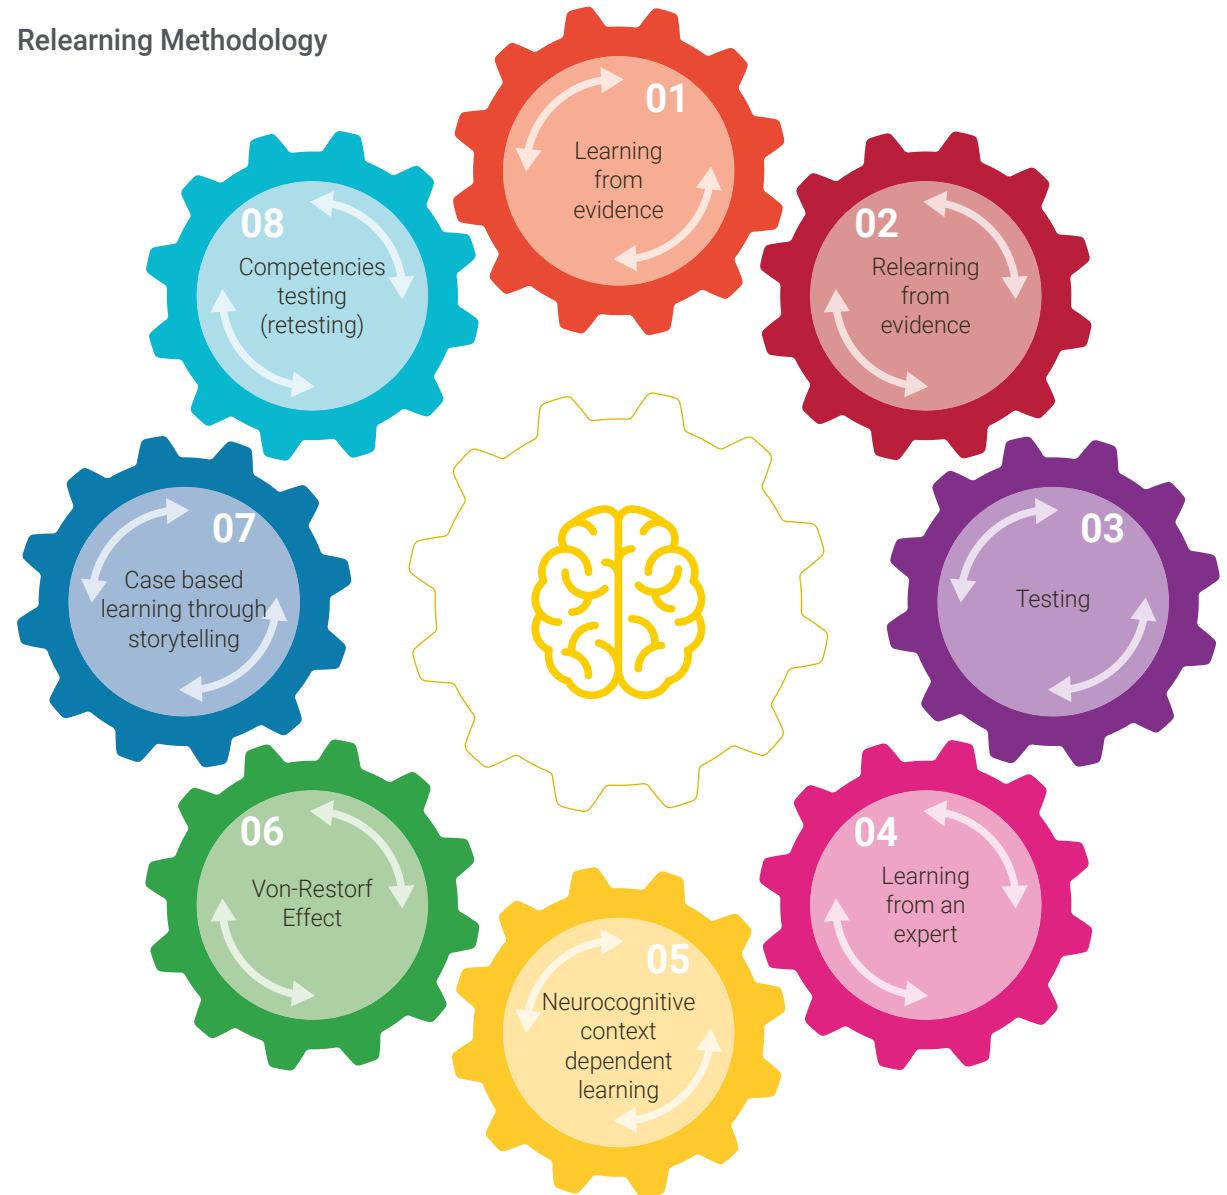 Relearning Methodology
01
Learning
from
evidence
02
Relearning
from
evidence
03
Testing
04
Learning
from an
expert
05
Neurocognitive
context
dependent
learning
06
Von-Restorf
Effect
07
Case based
learning through
storytelling
08
Competencies
testing
(retesting)